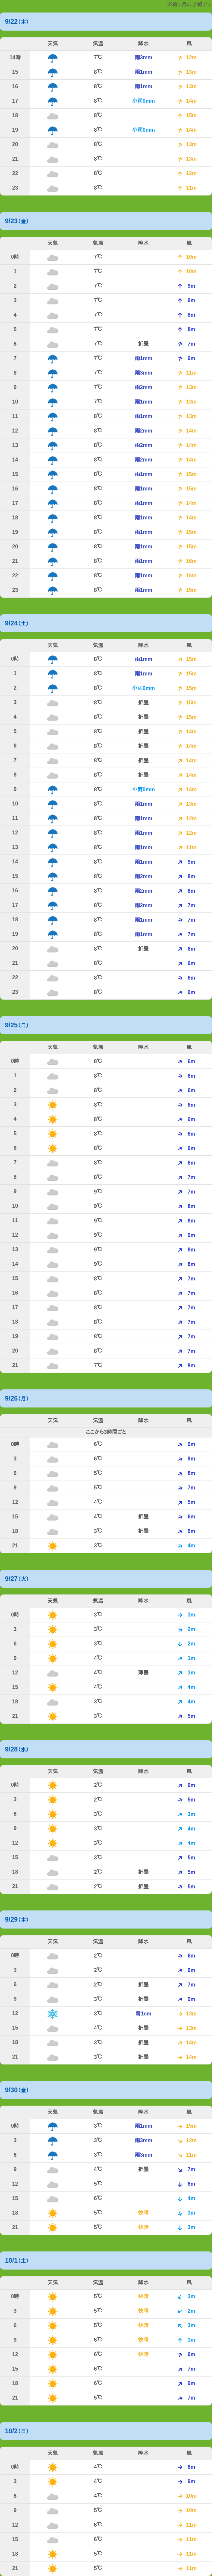 9/22(木)
天気 気温 降水 風
14時 7℃ 雨3mm 12m
15 8℃ 雨1mm 13m
16 8℃ 雨1mm 13m
17 8℃ 小雨0mm 14m
18 8℃ 15m
19 8℃ 小雨0mm 14m
20 8℃ 13m
21 8℃ 13m
22 8℃ 12m
23 8℃ 11m
9/23(金)
天気 気温 降水 風
0時 7℃ 10m
1 7℃ 10m
2 7℃ 9m
3 7℃ 9m
4 7℃ 8m
5 7℃ 8m
6 7℃ 折曇 7m
7 7℃ 雨1mm 9m
8 7℃ 雨3mm 11m
9 7℃ 雨2mm 13m
10 7℃ 雨1mm 13m
11 8℃ 雨1mm 13m
12 8℃ 雨2mm 14m
13 8℃ 雨2mm 14m
14 8℃ 雨2mm 14m
15 8℃ 雨1mm 15m
16 8℃ 雨1mm 15m
17 8℃ 雨1mm 14m
18 8℃ 雨1mm 14m
19 8℃ 雨1mm 15m
20 8℃ 雨1mm 15m
21 8℃ 雨1mm 16m
22 8℃ 雨1mm 16m
23 8℃ 雨1mm 15m
9/24(土)
天気 気温 降水 風
0時 8℃ 雨1mm 15m
1 8℃ 雨1mm 15m
2 8℃ 小雨0mm 15m
3 8℃ 折曇 15m
4 8℃ 折曇 15m
5 8℃ 折曇 14m
6 8℃ 折曇 14m
7 8℃ 折曇 14m
8 8℃ 折曇 14m
9 8℃ 小雨0mm 14m
10 8℃ 雨1mm 13m
11 8℃ 雨1mm 12m
12 8℃ 雨1mm 12m
13 8℃ 雨1mm 11m
14 8℃ 雨1mm 9m
15 8℃ 雨2mm 8m
16 8℃ 雨2mm 8m
17 8℃ 雨2mm 7m
18 8℃ 雨1mm 7m
19 8℃ 雨1mm 7m
20 8℃ 折曇 6m
21 8℃ 6m
22 8℃ 6m
23 8℃ 6m
9/25(日)
天気 気温 降水 風
0時 8℃ 6m
1 8℃ 6m
2 8℃ 6m
3 8℃ 6m
4 8℃ 6m
5 8℃ 6m
6 8℃ 6m
7 8℃ 6m
8 8℃ 7m
9 9℃ 7m
10 9℃ 8m
11 9℃ 8m
12 9℃ 9m
13 9℃ 8m
14 9℃ 8m
15 8℃ 7m
16 8℃ 7m
17 8℃ 7m
18 8℃ 7m
19 8℃ 7m
20 8℃ 7m
21 7℃ 8m
9/26(月)
天気 気温 降水 風
ここから3時間ごと
0時 6℃ 9m
3 6℃ 9m
6 5℃ 8m
9 5℃ 7m
12 4℃ 5m
15 4℃ 折曇 6m
18 3℃ 折曇 6m
21 3℃ 4m
9/27(火)
天気 気温 降水 風
0時 3℃ 3m
3 3℃ 2m
6 3℃ 2m
9 4℃ 1m
12 4℃ 薄曇 3m
15 4℃ 4m
18 3℃ 4m
21 3℃ 5m
9/28(水)
天気 気温 降水 風
0時 2℃ 6m
3 2℃ 5m
6 3℃ 3m
9 3℃ 4m
12 3℃ 4m
15 3℃ 5m
18 2℃ 折曇 5m
21 2℃ 折曇 5m
9/29(木)
天気 気温 降水 風
0時 2℃ 6m
3 2℃ 6m
6 2℃ 折曇 7m
9 3℃ 折曇 9m
12 3℃ 雪1cm 13m
15 4℃ 折曇 13m
18 3℃ 折曇 14m
21 3℃ 折曇 14m
9/30(金)
天気 気温 降水 風
0時 3℃ 雨1mm 15m
3 3℃ 雨3mm 12m
6 3℃ 雨3mm 11m
9 4℃ 折曇 7m
12 5℃ 6m
15 6℃ 4m
18 5℃ 快晴 3m
21 5℃ 快晴 3m
10/1(土)
天気 気温 降水 風
0時 5℃ 快晴 3m
3 5℃ 快晴 2m
6 5℃ 快晴 3m
9 6℃ 快晴 3m
12 6℃ 快晴 6m
15 6℃ 7m
18 6℃ 9m
21 5℃ 7m
10/2(日)
天気 気温 降水 風
0時 4℃ 8m
3 4℃ 9m
6 4℃ 10m
9 5℃ 10m
12 6℃ 11m
15 6℃ 11m
18 5℃ 11m
21 5℃ 11m